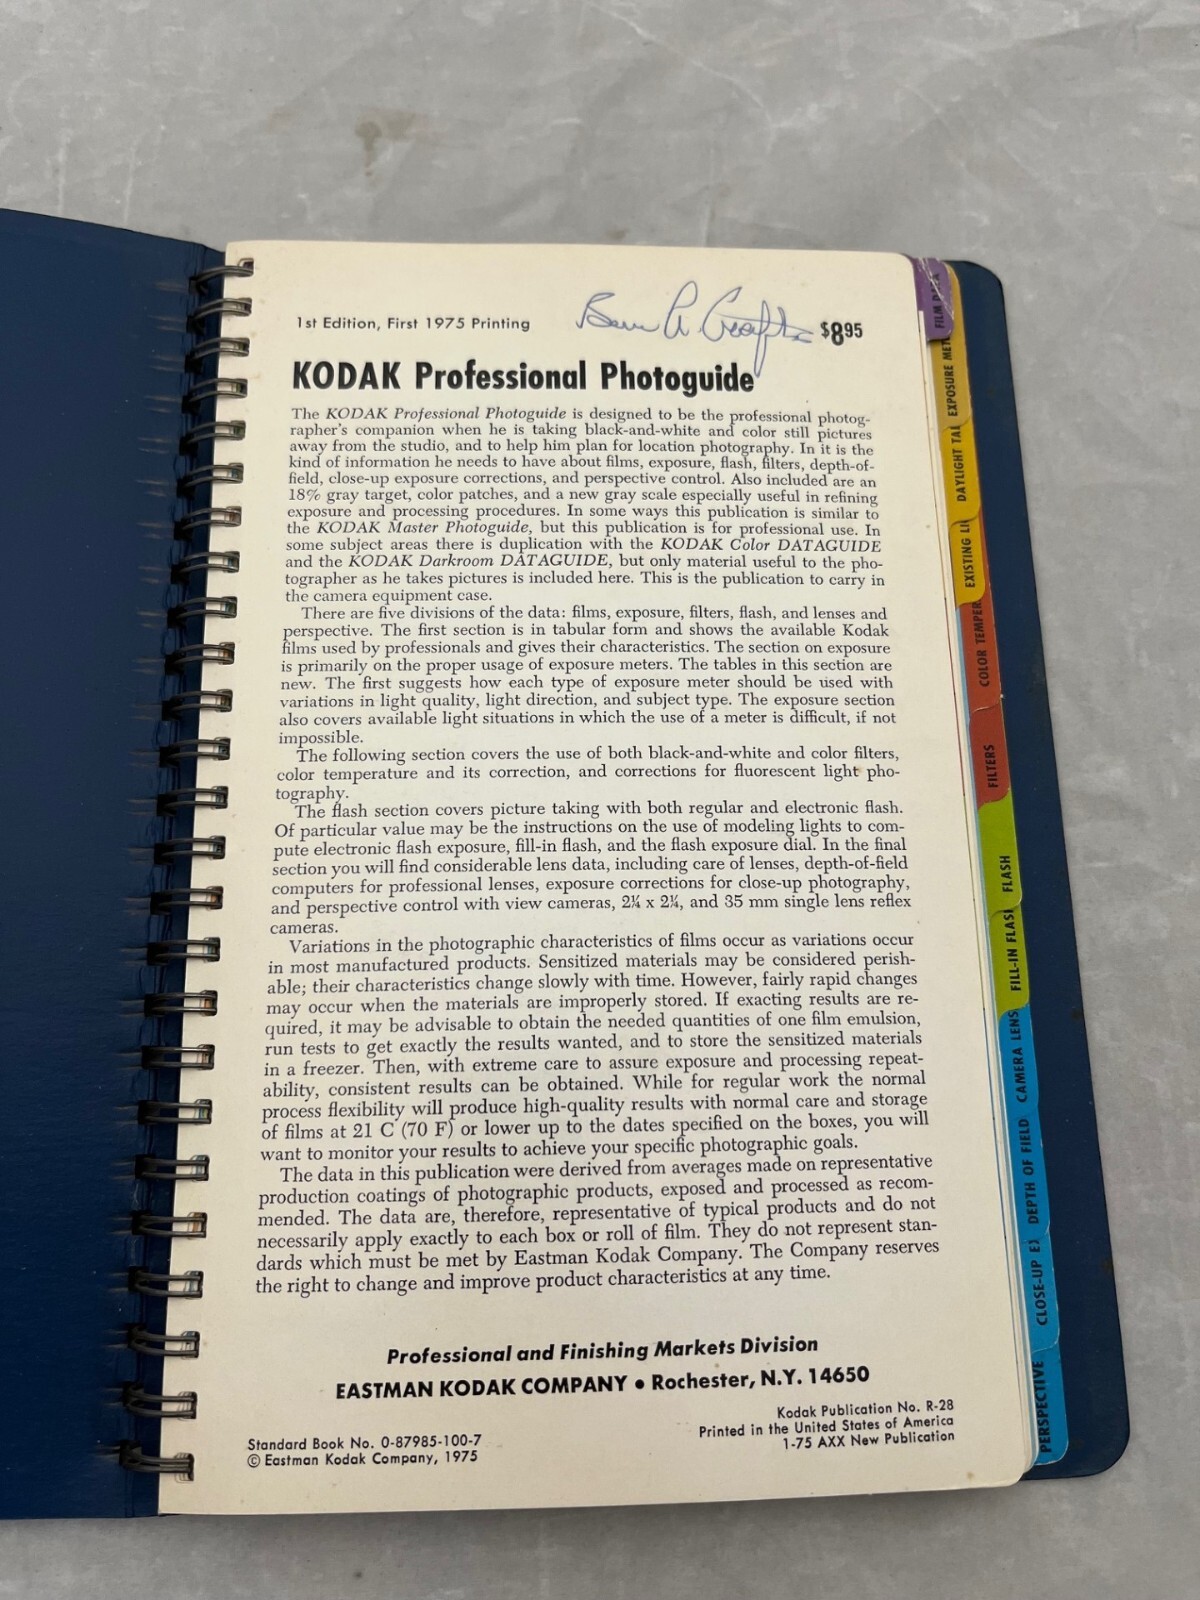 1st Edition, First 1975 Printing
$8.95
KODAK Professional Photoguide
The KODAK Professional Photoguide is designed to be the professional photog-
rapher's companion when he is taking black-and-white and color still pictures
away from the studio, and to help him plan for location photography. In it is the
kind of information he needs to have about films, exposure, flash, filters, depth-of-
field, close-up exposure corrections, and perspective control. Also included are an
18% gray target, color patches, and a new gray scale especially useful in refining
exposure and processing procedures. In some ways this publication is similar to
the KODAK Master Photoguide, but this publication is for professional use. In
some subject areas there is duplication with the KODAK Color DATAGUIDE
and the KODAK Darkroom DATAGUIDE, but only material useful to the pho-
tographer as he takes pictures is included here. This is the publication to carry in
the camera equipment case.
There are five divisions of the data: films, exposure, filters, flash, and lenses and
perspective. The first section is in tabular form and shows the available Kodak
films used by professionals and gives their characteristics. The section on exposure
is primarily on the proper usage of exposure meters. The tables in this section are
new. The first suggests how each type of exposure meter should be used with
variations in light quality, light direction, and subject type. The exposure section
also covers available light situations in which the use of a meter is difficult, if not
impossible.
The following section covers the use of both black-and-white and color filters,
color temperature and its correction, and corrections for fluorescent light pho-
tography.
The flash section covers picture taking with both regular and electronic flash.
Of particular value may be the instructions on the use of modeling lights to com-
pute electronic flash exposure, fill-in flash, and the flash exposure dial. In the final
section you will find considerable lens data, including care of lenses, depth-of-field
computers for professional lenses, exposure corrections for close-up photography,
and perspective control with view cameras, 2¼ x 2¼, and 35 mm single lens reflex
cameras.
Variations in the photographic characteristics of films occur as variations occur
in most manufactured products. Sensitized materials may be considered perish-
able; their characteristics change slowly with time. However, fairly rapid changes
may occur when the materials are improperly stored. If exacting results are re-
quired, it may be advisable to obtain the needed quantities of one film emulsion,
run tests to get exactly the results wanted, and to store the sensitized materials
in a freezer. Then, with extreme care to assure exposure and processing repeat-
ability, consistent results can be obtained. While for regular work the normal
process flexibility will produce high-quality results with normal care and storage
of films at 21 C (70 F) or lower up to the dates specified on the boxes, you will
want to monitor your results to achieve your specific photographic goals.
The data in this publication were derived from averages made on representative
production coatings of photographic products, exposed and processed as recom-
mended. The data are, therefore, representative of typical products and do not
necessarily apply exactly to each box or roll of film. They do not represent stan-
dards which must be met by Eastman Kodak Company. The Company reserves
the right to change and improve product characteristics at any time.
Professional and Finishing Markets Division
EASTMAN KODAK COMPANY • Rochester, N.Y. 14650
Kodak Publication No. R-28
Printed in the United States of America
1-75 AXX New Publication
Standard Book No. 0-87985-100-7
© Eastman Kodak Company, 1975
FILM DATA
EXPOSURE MET
DAYLIGHT TA
EXISTING LI
COLOR TEMPER
FILTERS
FLASH
FILL-IN FLASH
CAMERA LENS
DEPTH OF FIELD
CLOSE-UP E
PERSPECTIVE